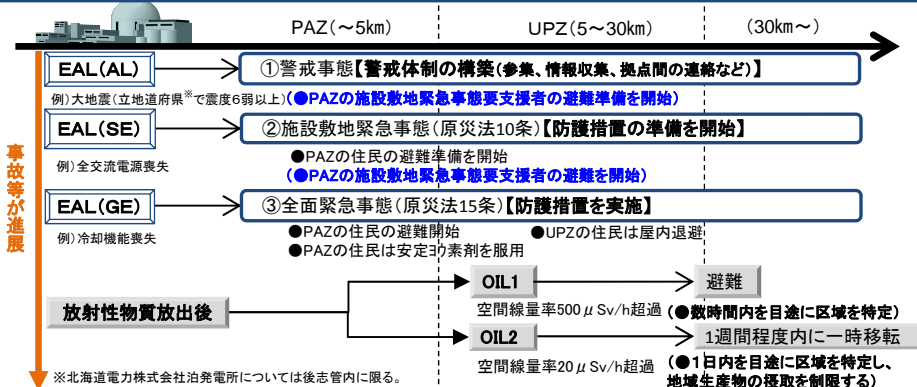 PAZ(～5km)
UPZ(5～30km)
(30km～)
EAL(AL)
①警戒事態【警戒体制の構築(参集、情報収集、拠点間の連絡など)】
例)大地震(立地道府県※で震度6弱以上)
(●PAZの施設敷地緊急事態要支援者の避難準備を開始)
EAL(SE)
②施設敷地緊急事態(原災法10条)【防護措置の準備を開始】
例)全交流電源喪失
●PAZの住民の避難準備を開始
(●PAZの施設敷地緊急事態要支援者の避難を開始)
事故等が進展
EAL(GE)
③全面緊急事態(原災法15条)【防護措置を実施】
例)冷却機能喪失
●PAZの住民の避難開始
●UPZの住民は屋内退避
●PAZの住民は安定ﾖｳ素剤を服用
OIL1
避難
空間線量率500μSv/h超過
(●数時間内を目途に区域を特定)
放射性物質放出後
OIL2
1週間程度内に一時移転
空間線量率20μSv/h超過
(●1日内を目途に区域を特定し、
地域生産物の摂取を制限する)
※北海道電力株式会社泊発電所については後志管内に限る。